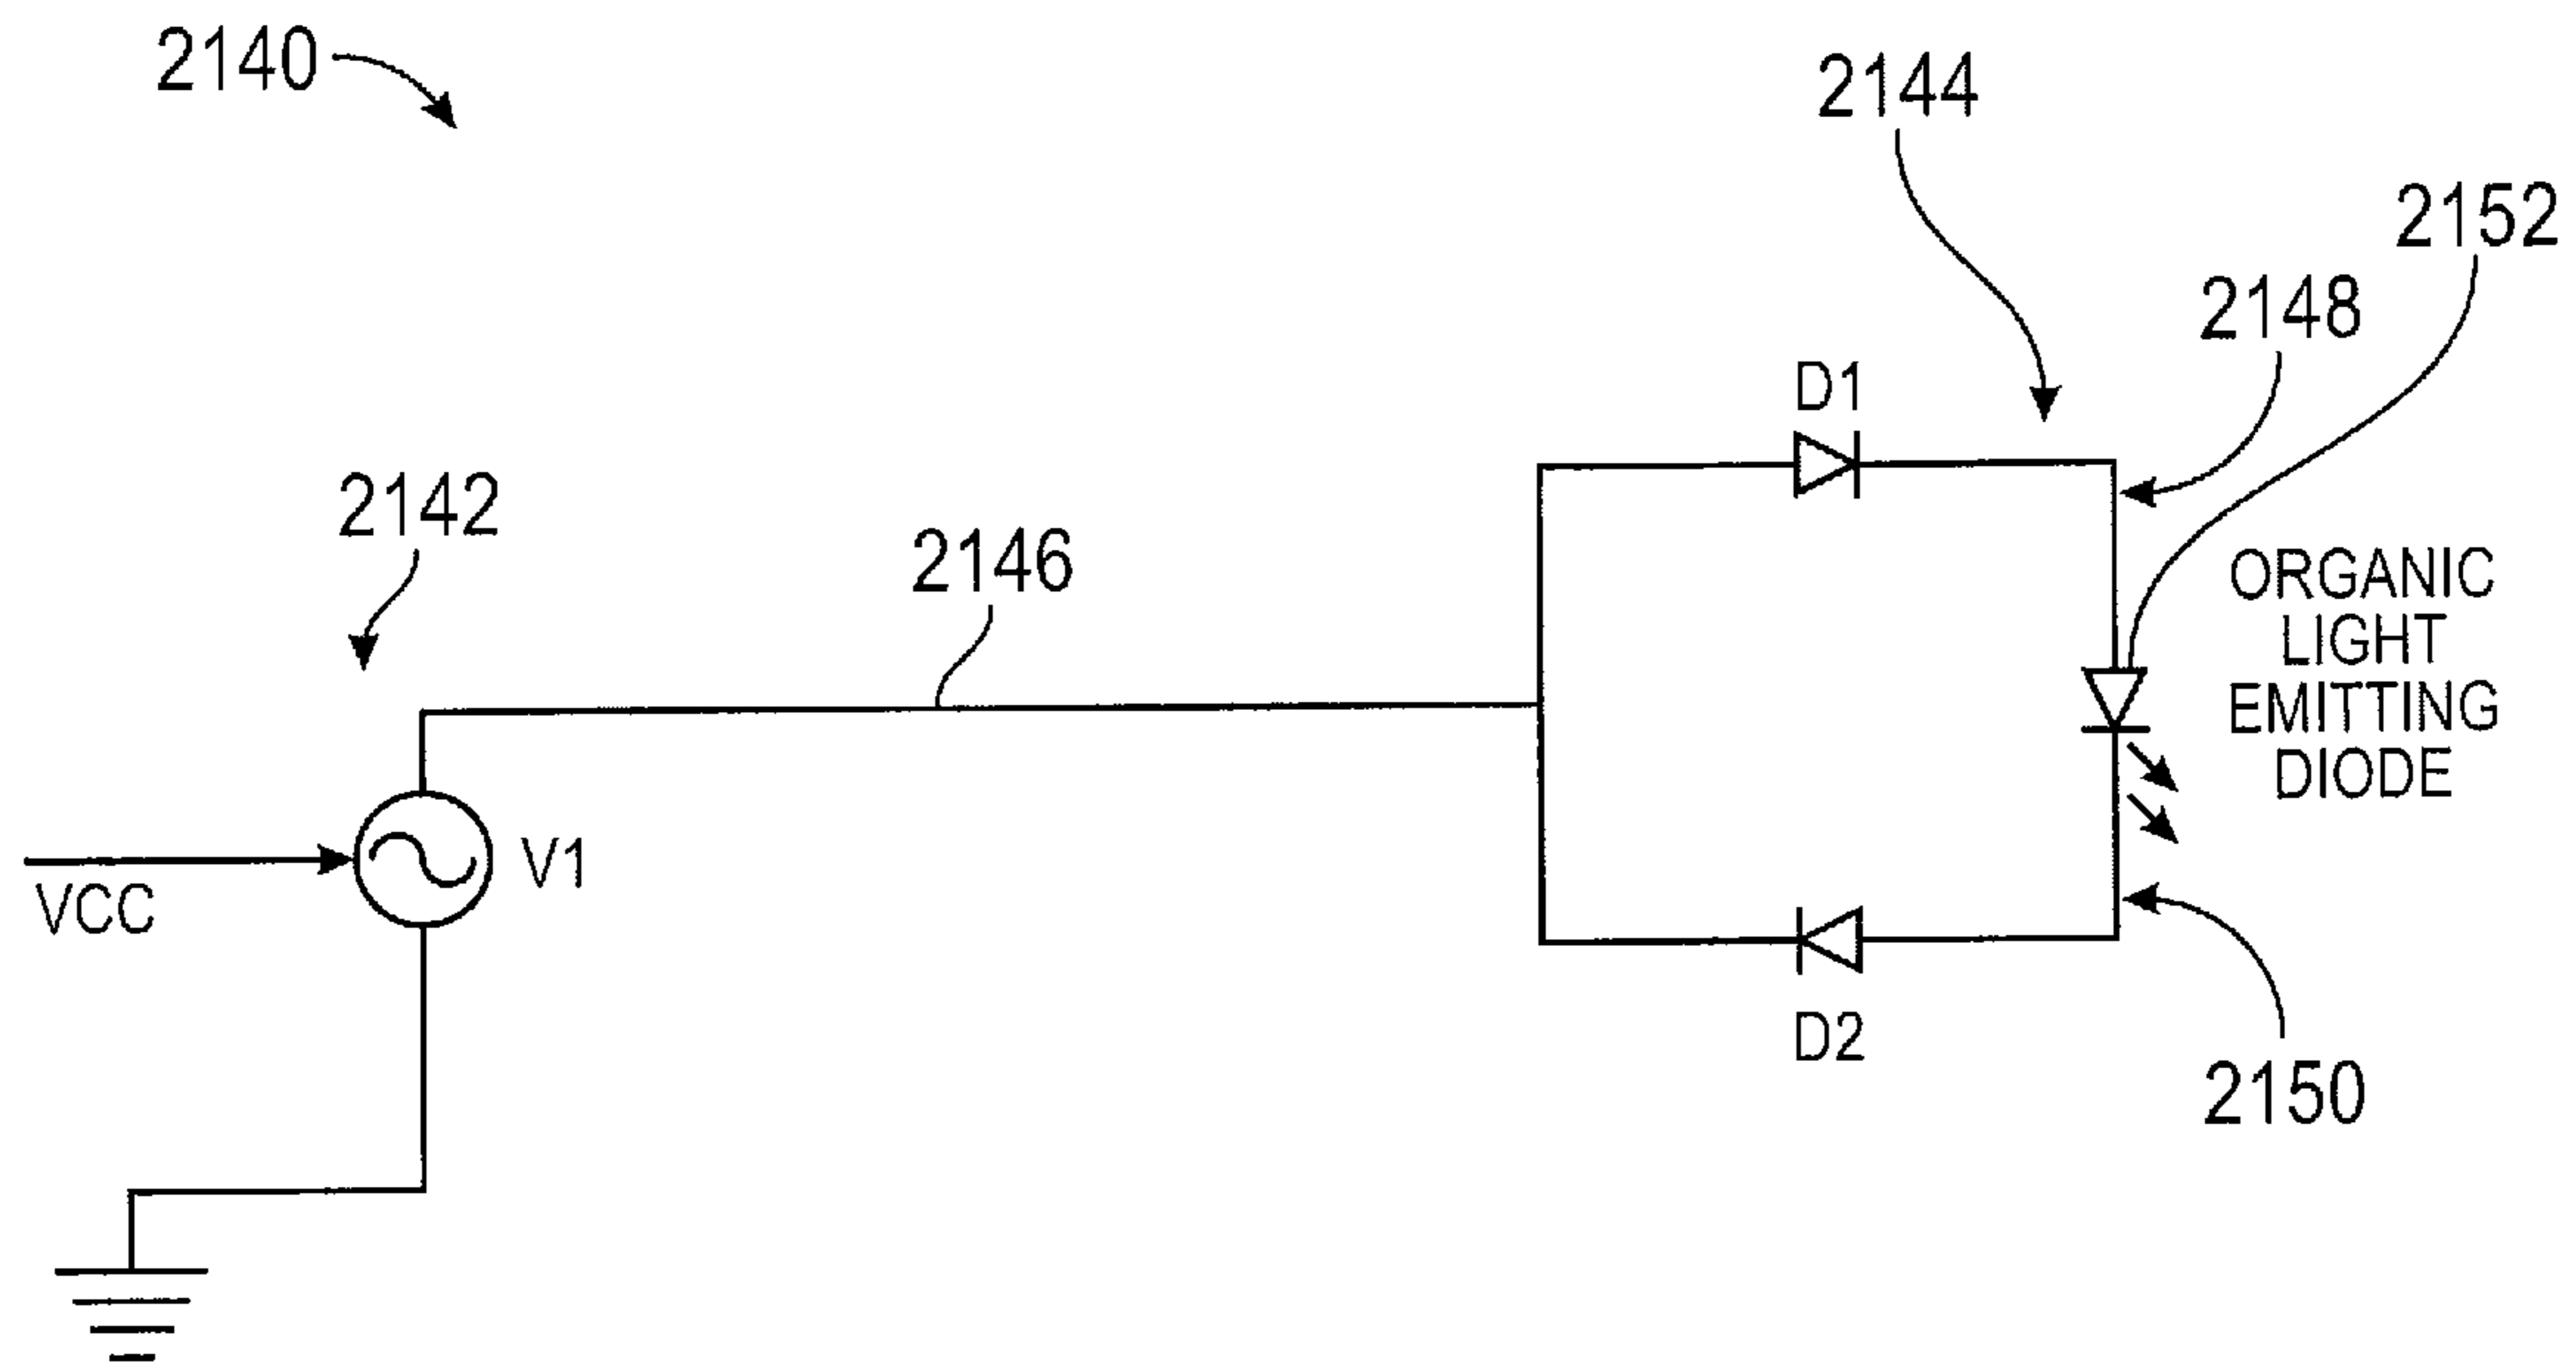 2140
2144
2152
2148
D1
2142
2146
ORGANIC
LIGHT
EMITTING
DIODE
V1
VCC
D2
2150